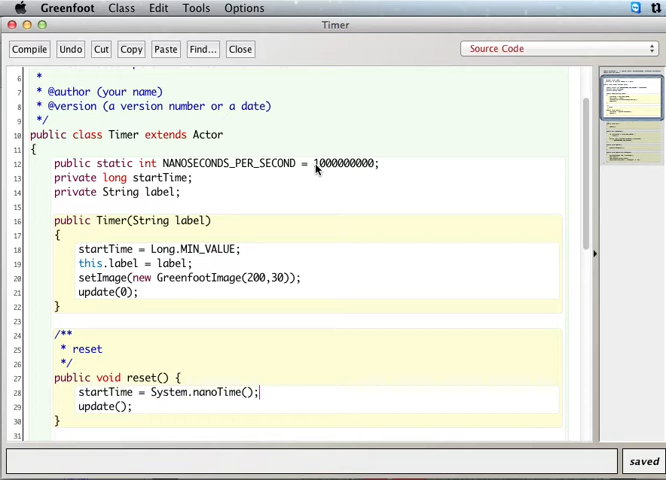 Greenfoot Class Edit Tools Options
Timer
Compile Undo Cut Copy Paste Find... Close Source Code
6 *
7 * @author (your name)
8 * @version (a version number or a date)
9 */
10 public class Timer extends Actor
11 {
12 public static int NANOSECONDS_PER_SECOND = 1000000000;
13 private long startTime;
14 private String label;
15
16 public Timer(String label)
17 {
18 startTime = Long.MIN_VALUE;
19 this.label = label;
20 setImage(new GreenfootImage(200,30));
21 update(0);
22 }
23
24 /**
25 * reset
26 */
27 public void reset() {
28 startTime = System.nanoTime();
29 update();
30 }
31
saved